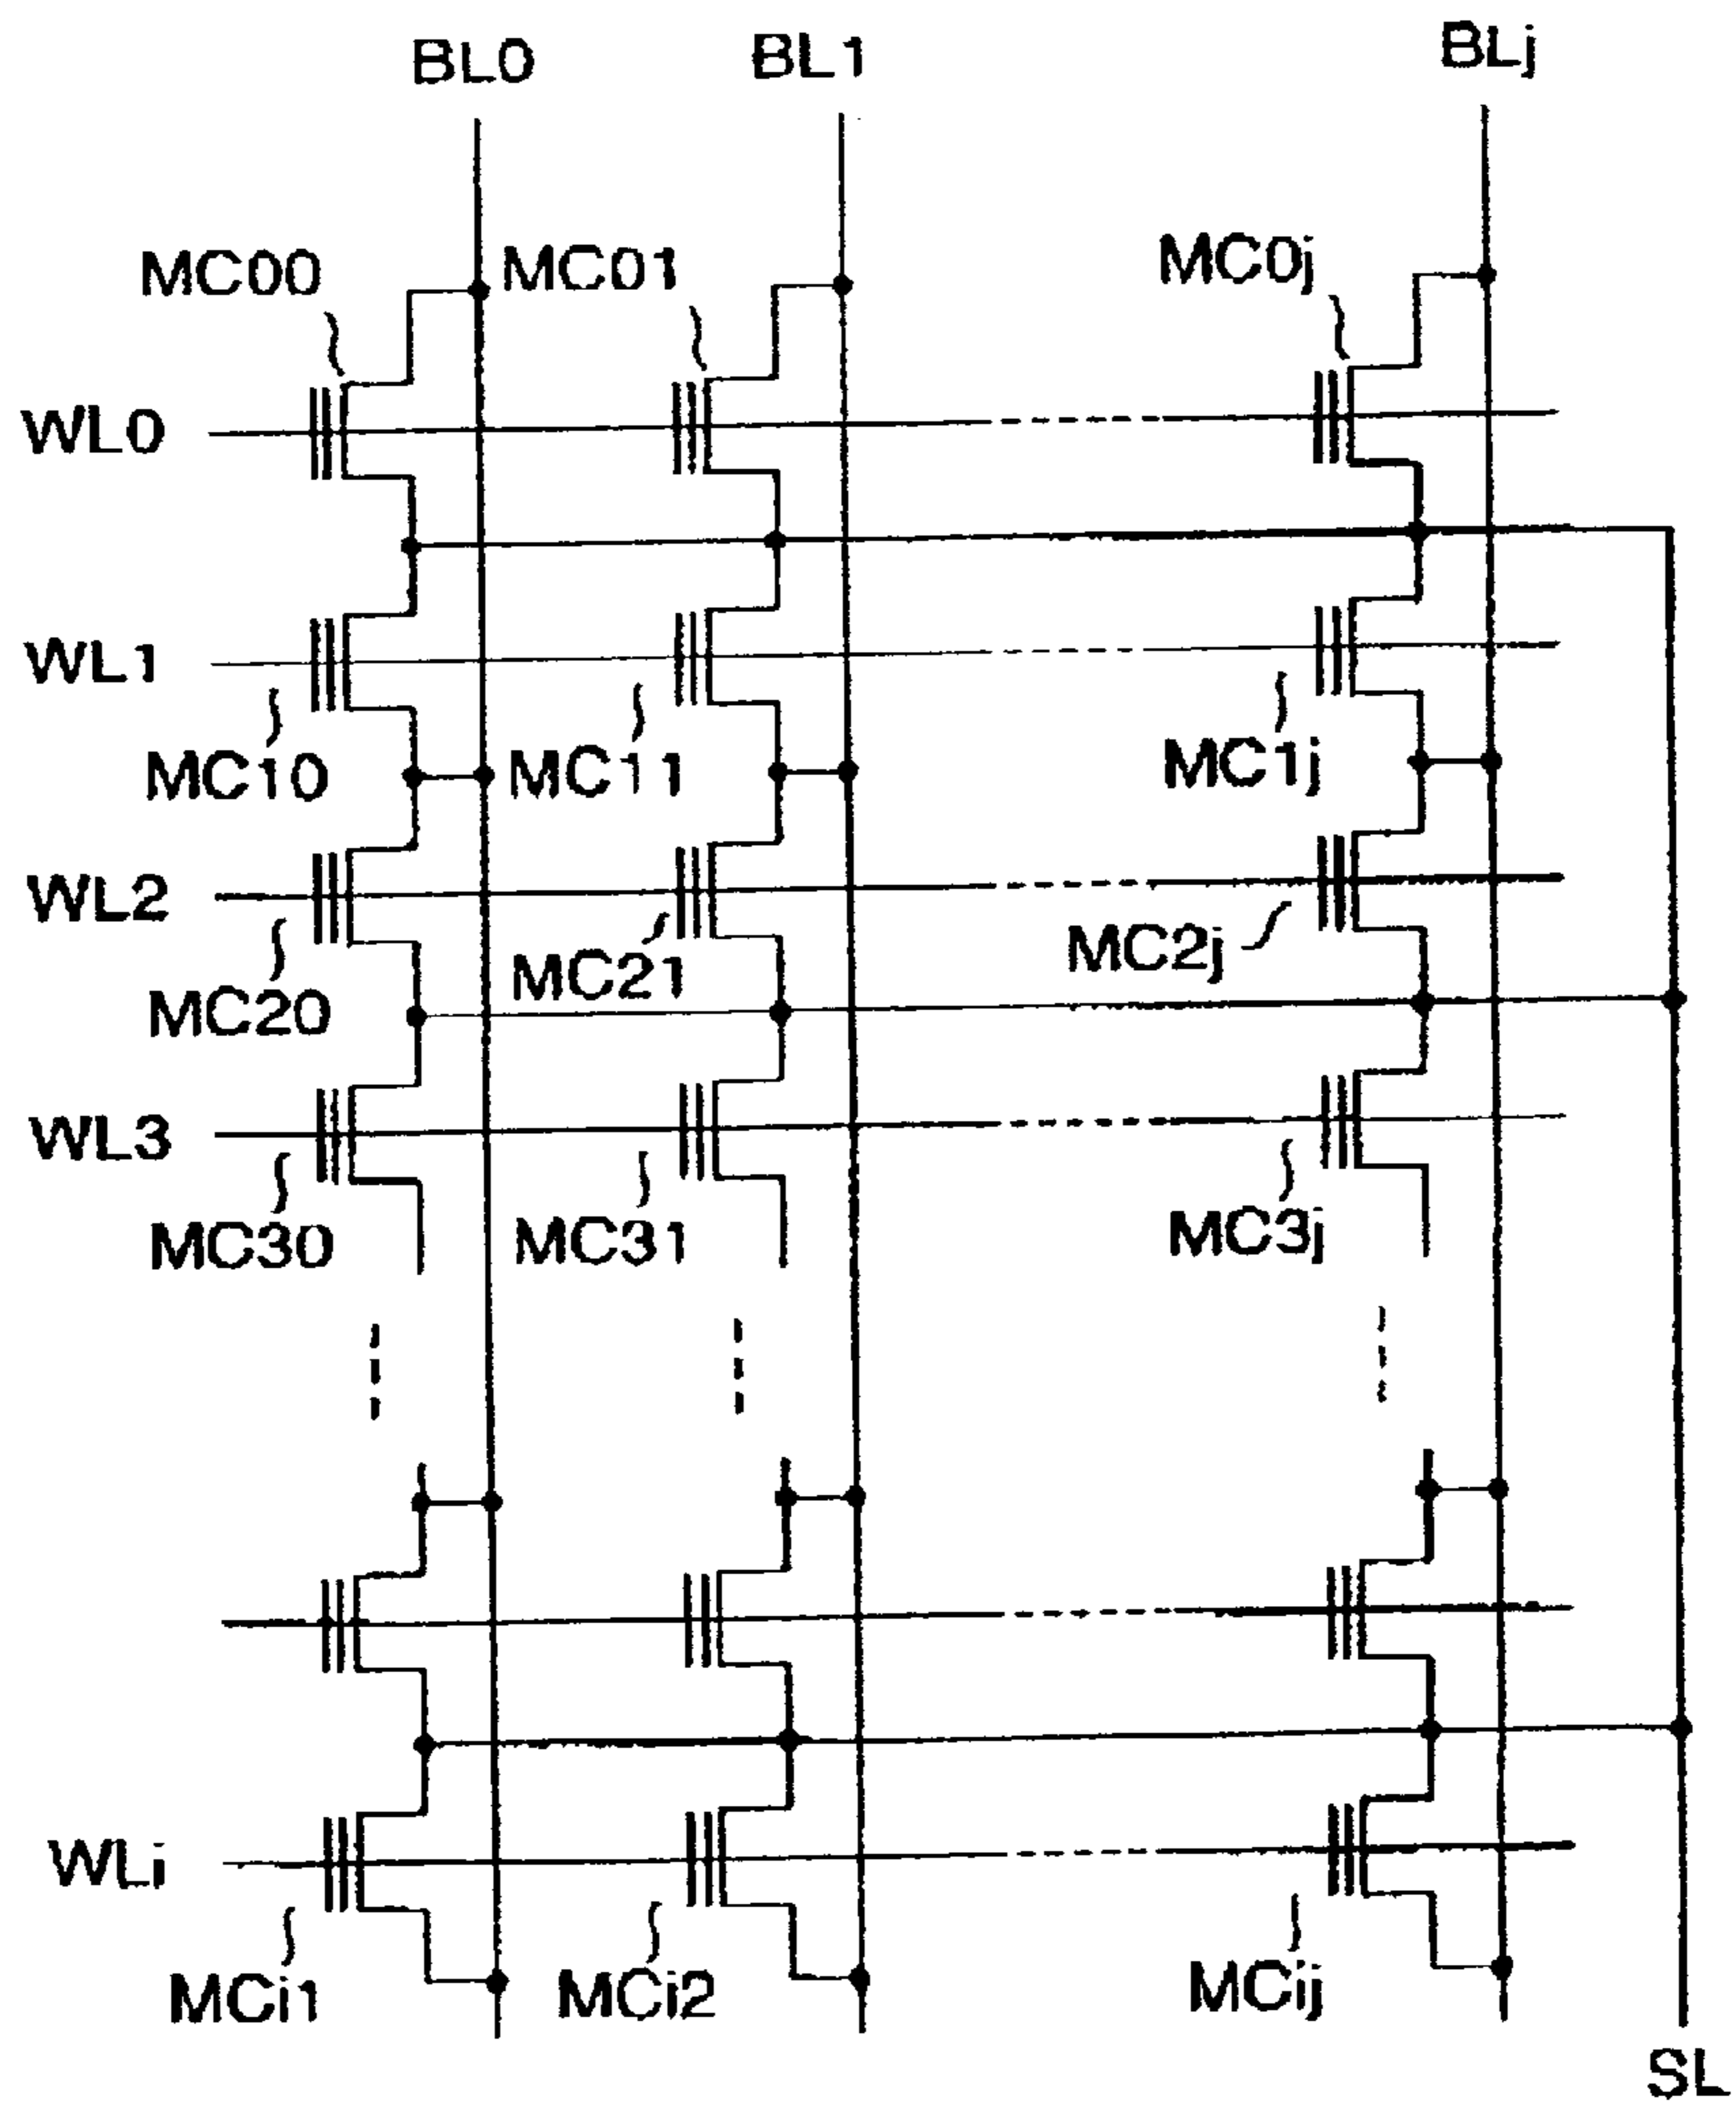 BL0 BL1 BLj
MC00 MC01 MC0j
WL0
WL1
MC10 MC11 MC1j
WL2
MC20 MC21 MC2j
WL3
MC30 MC31 MC3j
WLi
MCi1 MCi2 MCij
SL